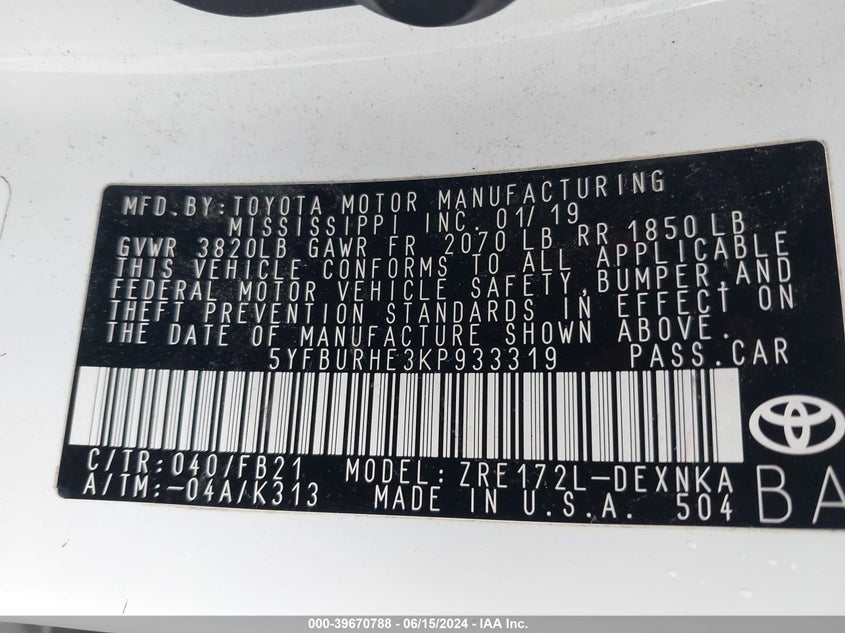 MFD.BY:TOYOTA MOTOR MANUFACTURING
MISSISSIPPI INC. 01/19
GVWR 3820LB GAWR FR 2070 LB RR 1850 LB
THIS VEHICLE CONFORMS TO ALL APPLICABLE
FEDERAL MOTOR VEHICLE SAFETY,BUMPER,AND
THEFT PREVENTION STANDARDS IN EFFECT ON
THE DATE OF MANUFACTURE SHOWN ABOVE.
5YFBURHE3KP933319 PASS.CAR
C/TR:040/FB21 MODEL:ZRE172L-DEXNKA
A/TM:-04A/K313 MADE IN U.S.A. 504 BA
000-39670788 - 06/15/2024 - IAA Inc.